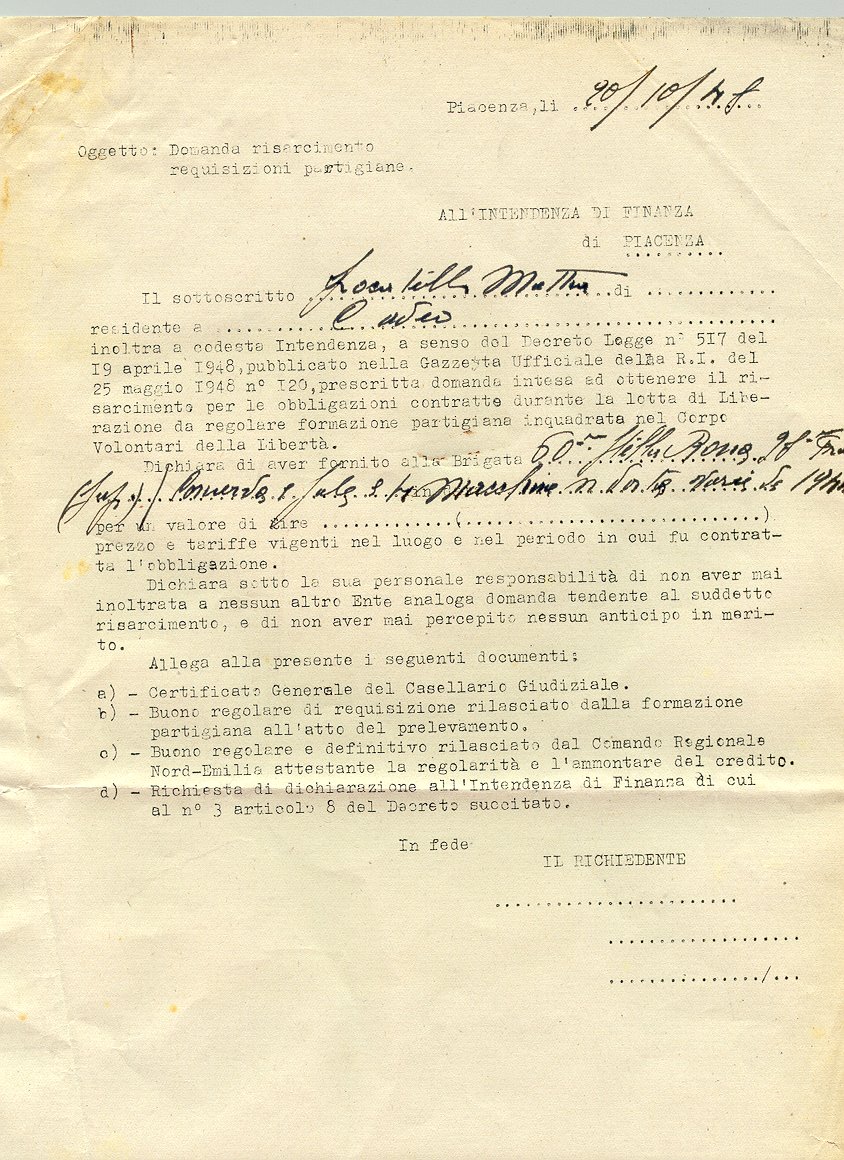 Piacenza,li 20/10/48
Oggetto: Domanda risarcimento
requisizioni partigiane.
All'INTENDENZA DI FINANZA
di PIACENZA
Il sottoscritto di
residente a Cadeo
inoltra a codesta Intendenza, a senso del Decreto Legge n° 517 del
19 aprile 1948,pubblicato nella Gazzetta Ufficiale della R.I. del
25 maggio 1948 n° 120,prescritta domanda intesa ad ottenere il ri-
sarcimento per le obbligazioni contratte durante la lotta di Libe-
razione da regolare formazione partigiana inquadrata nel Corpo
Volontari della Libertà.
Dichiara di aver fornito alla Brigata 60 Stella Rossa
in
per un valore di lire (                    )
prezzo e tariffe vigenti nel luogo e nel periodo in cui fu contrat-
ta l'obbligazione.
Dichiara sotto la sua personale responsabilità di non aver mai
inoltrata a nessun altro Ente analoga domanda tendente al suddetto
risarcimento, e di non aver mai percepito nessun anticipo in meri-
to.
Allega alla presente i seguenti documenti:
a) - Certificato Generale del Casellario Giudiziale.
b) - Buono regolare di requisizione rilasciato dalla formazione
partigiana all'atto del prelevamento.
c) - Buono regolare e definitivo rilasciato dal Comando Regionale
Nord-Emilia attestante la regolarità e l'ammontare del credito.
d) - Richiesta di dichiarazione all'Intendenza di Finanza di cui
al n° 3 articolo 8 del Decreto succitato.
In fede
IL RICHIEDENTE